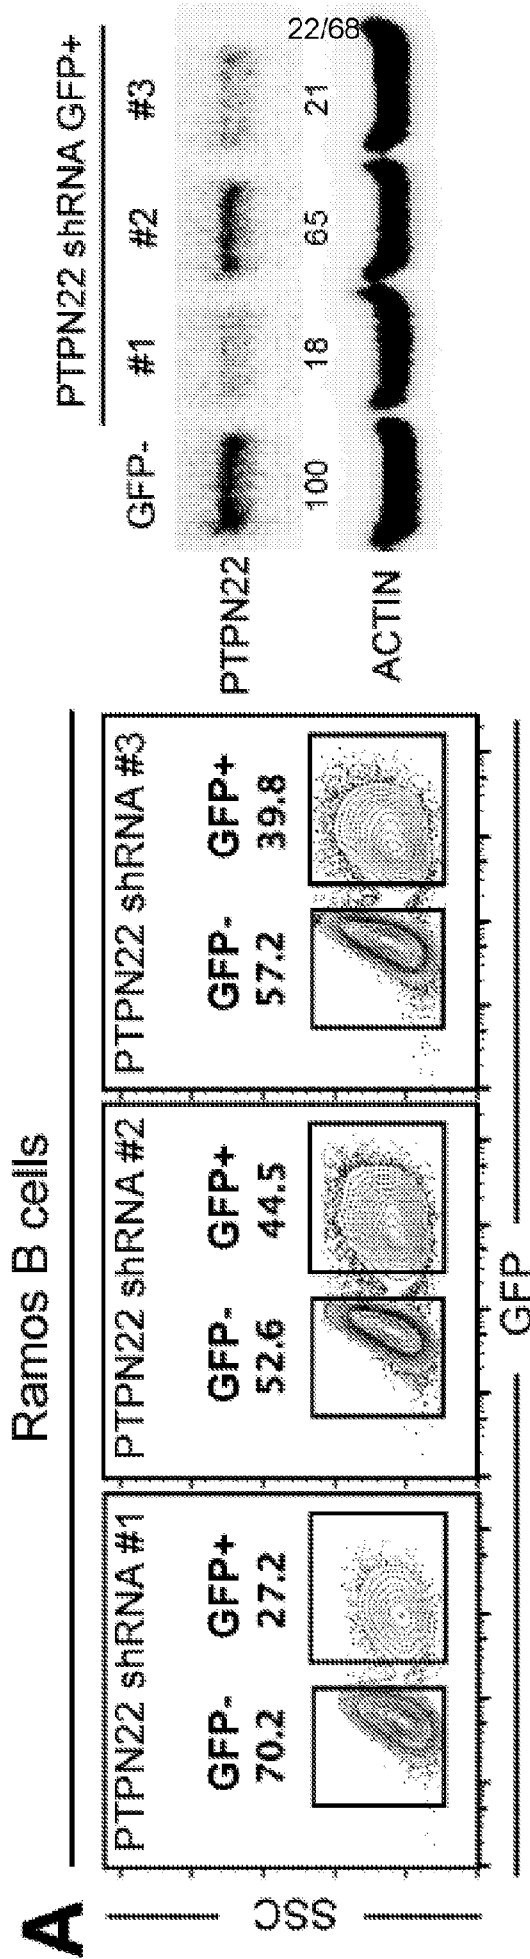 A
Ramos B cells
PTPN22 shRNA #1
GFP- GFP+
70.2 27.2
PTPN22 shRNA #2
GFP- GFP+
52.6 44.5
PTPN22 shRNA #3
GFP- GFP+
57.2 39.8
SSC
GFP
PTPN22 shRNA GFP+
GFP- #1 #2 #3
PTPN22
100 18 65 21
ACTIN
22/68